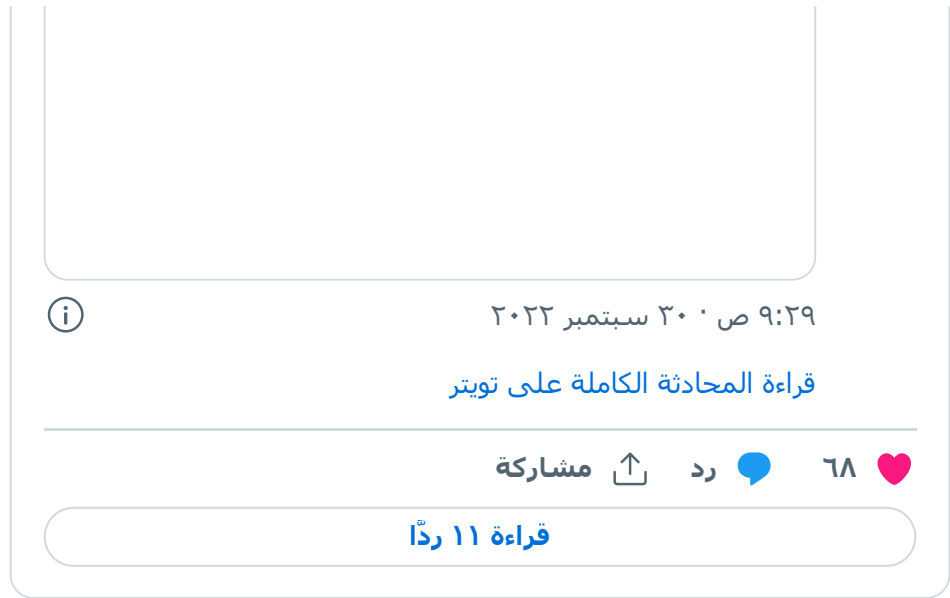 ٩:٢٩ ص · ٣٠ سبتمبر ٢٠٢٢
قراءة المحادثة الكاملة على تويتر
٦٨ رد مشاركة
قراءة ١١ ردًّا